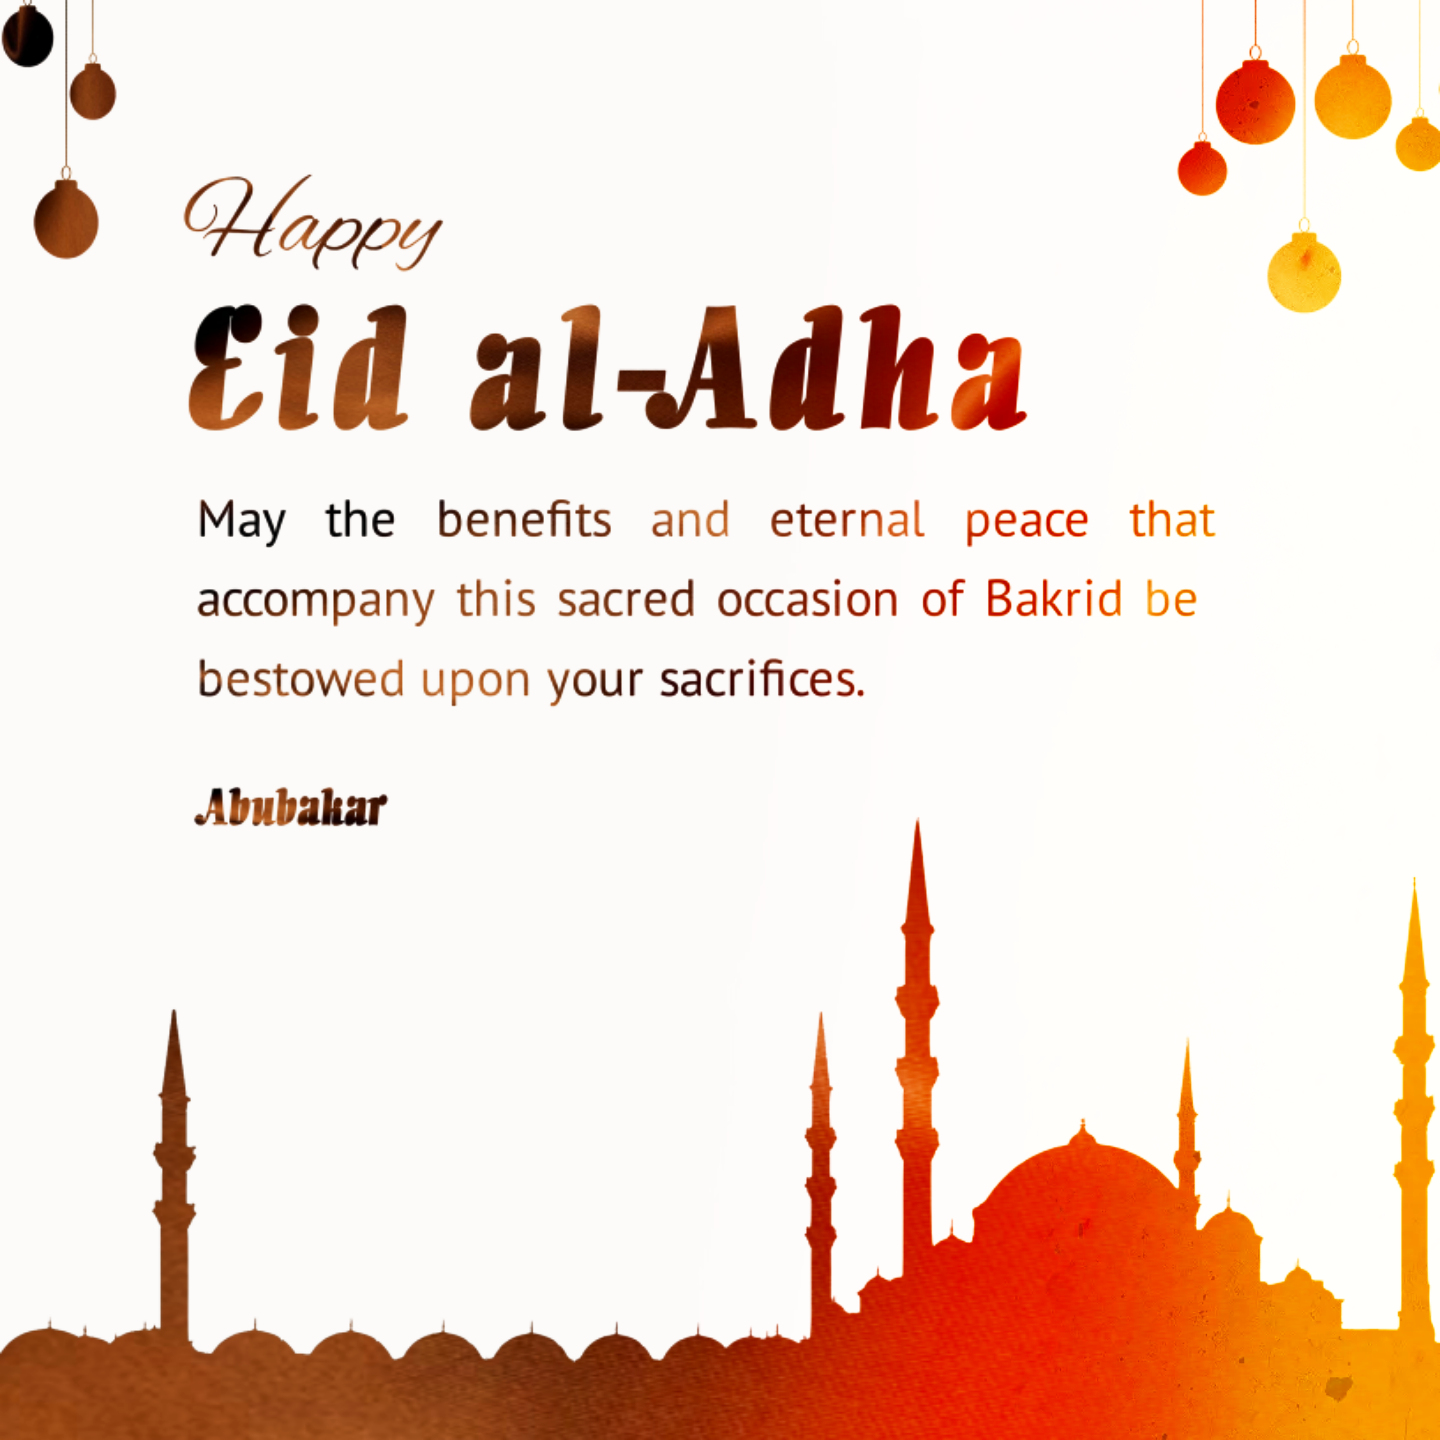 Happy
Eid al-Adha
May the benefits and eternal peace that
accompany this sacred occasion of Bakrid be
bestowed upon your sacrifices.
Abubakar